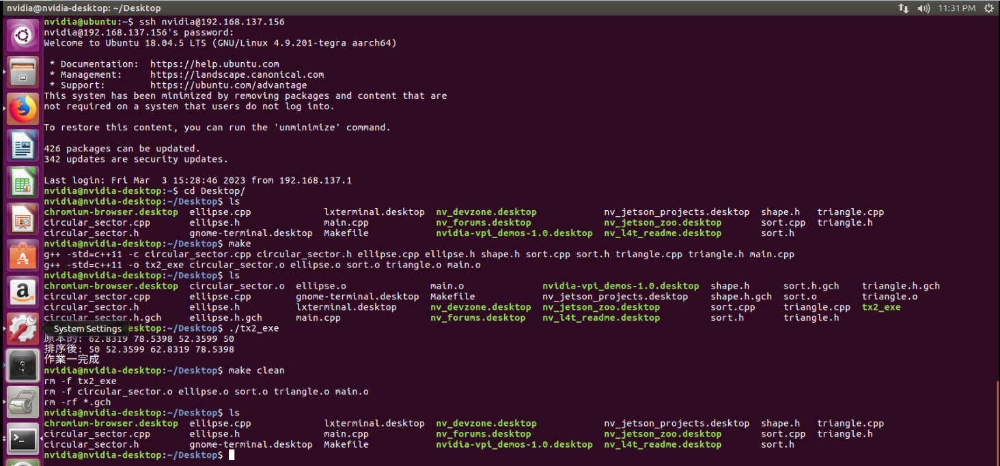 nvidia@nvidia-desktop: ~/Desktop
11:31 PM
nvidia@ubuntu:~$ ssh nvidia@192.168.137.156
nvidia@192.168.137.156's password:
Welcome to Ubuntu 18.04.5 LTS (GNU/Linux 4.9.201-tegra aarch64)
* Documentation: https://help.ubuntu.com
* Management: https://landscape.canonical.com
* Support: https://ubuntu.com/advantage
This system has been minimized by removing packages and content that are
not required on a system that users do not log into.
To restore this content, you can run the 'unminimize' command.
426 packages can be updated.
342 updates are security updates.
Last login: Fri Mar 3 15:28:46 2023 from 192.168.137.1
nvidia@nvidia-desktop:~$ cd Desktop/
nvidia@nvidia-desktop:~/Desktop$ ls
chromium-browser.desktop ellipse.cpp lxterminal.desktop nv_devzone.desktop nv_jetson_projects.desktop shape.h triangle.cpp
circular_sector.cpp ellipse.h main.cpp nv_forums.desktop nv_jetson_zoo.desktop sort.cpp triangle.h
circular_sector.h gnome-terminal.desktop Makefile nvidia-vpi_demos-1.0.desktop nv_l4t_readme.desktop sort.h
nvidia@nvidia-desktop:~/Desktop$ make
g++ -std=c++11 -c circular_sector.cpp circular_sector.h ellipse.cpp ellipse.h shape.h sort.cpp sort.h triangle.cpp triangle.h main.cpp
g++ -std=c++11 -o tx2_exe circular_sector.o ellipse.o sort.o triangle.o main.o
nvidia@nvidia-desktop:~/Desktop$ ls
chromium-browser.desktop circular_sector.o ellipse.o main.o nvidia-vpi_demos-1.0.desktop shape.h sort.h.gch triangle.h.gch
circular_sector.cpp ellipse.cpp gnome-terminal.desktop Makefile nv_jetson_projects.desktop shape.h.gch sort.o triangle.o
circular_sector.h ellipse.h lxterminal.desktop nv_devzone.desktop nv_jetson_zoo.desktop sort.cpp triangle.cpp tx2_exe
circular_sector.h.gch ellipse.h.gch main.cpp nv_forums.desktop nv_l4t_readme.desktop sort.h triangle.h
System Settings
esktop:~/Desktop$ ./tx2_exe
原本的: 62.8319 78.5398 52.3599 50
排序後: 50 52.3599 62.8319 78.5398
作業一完成
nvidia@nvidia-desktop:~/Desktop$ make clean
rm -f tx2_exe
rm -f circular_sector.o ellipse.o sort.o triangle.o main.o
rm -rf *.gch
nvidia@nvidia-desktop:~/Desktop$ ls
chromium-browser.desktop ellipse.cpp lxterminal.desktop nv_devzone.desktop nv_jetson_projects.desktop shape.h triangle.cpp
circular_sector.cpp ellipse.h main.cpp nv_forums.desktop nv_jetson_zoo.desktop sort.cpp triangle.h
circular_sector.h gnome-terminal.desktop Makefile nvidia-vpi_demos-1.0.desktop nv_l4t_readme.desktop sort.h
nvidia@nvidia-desktop:~/Desktop$